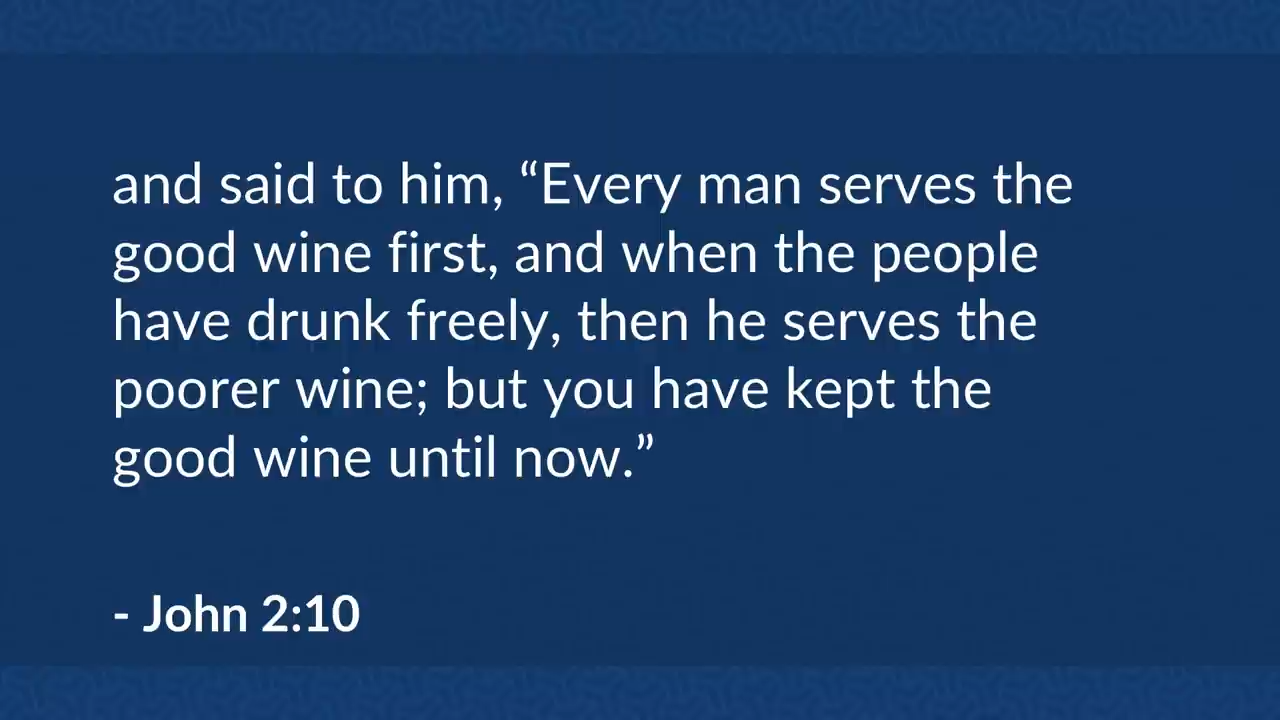 and said to him, “Every man serves the
good wine first, and when the people
have drunk freely, then he serves the
poorer wine; but you have kept the
good wine until now.”
- John 2:10